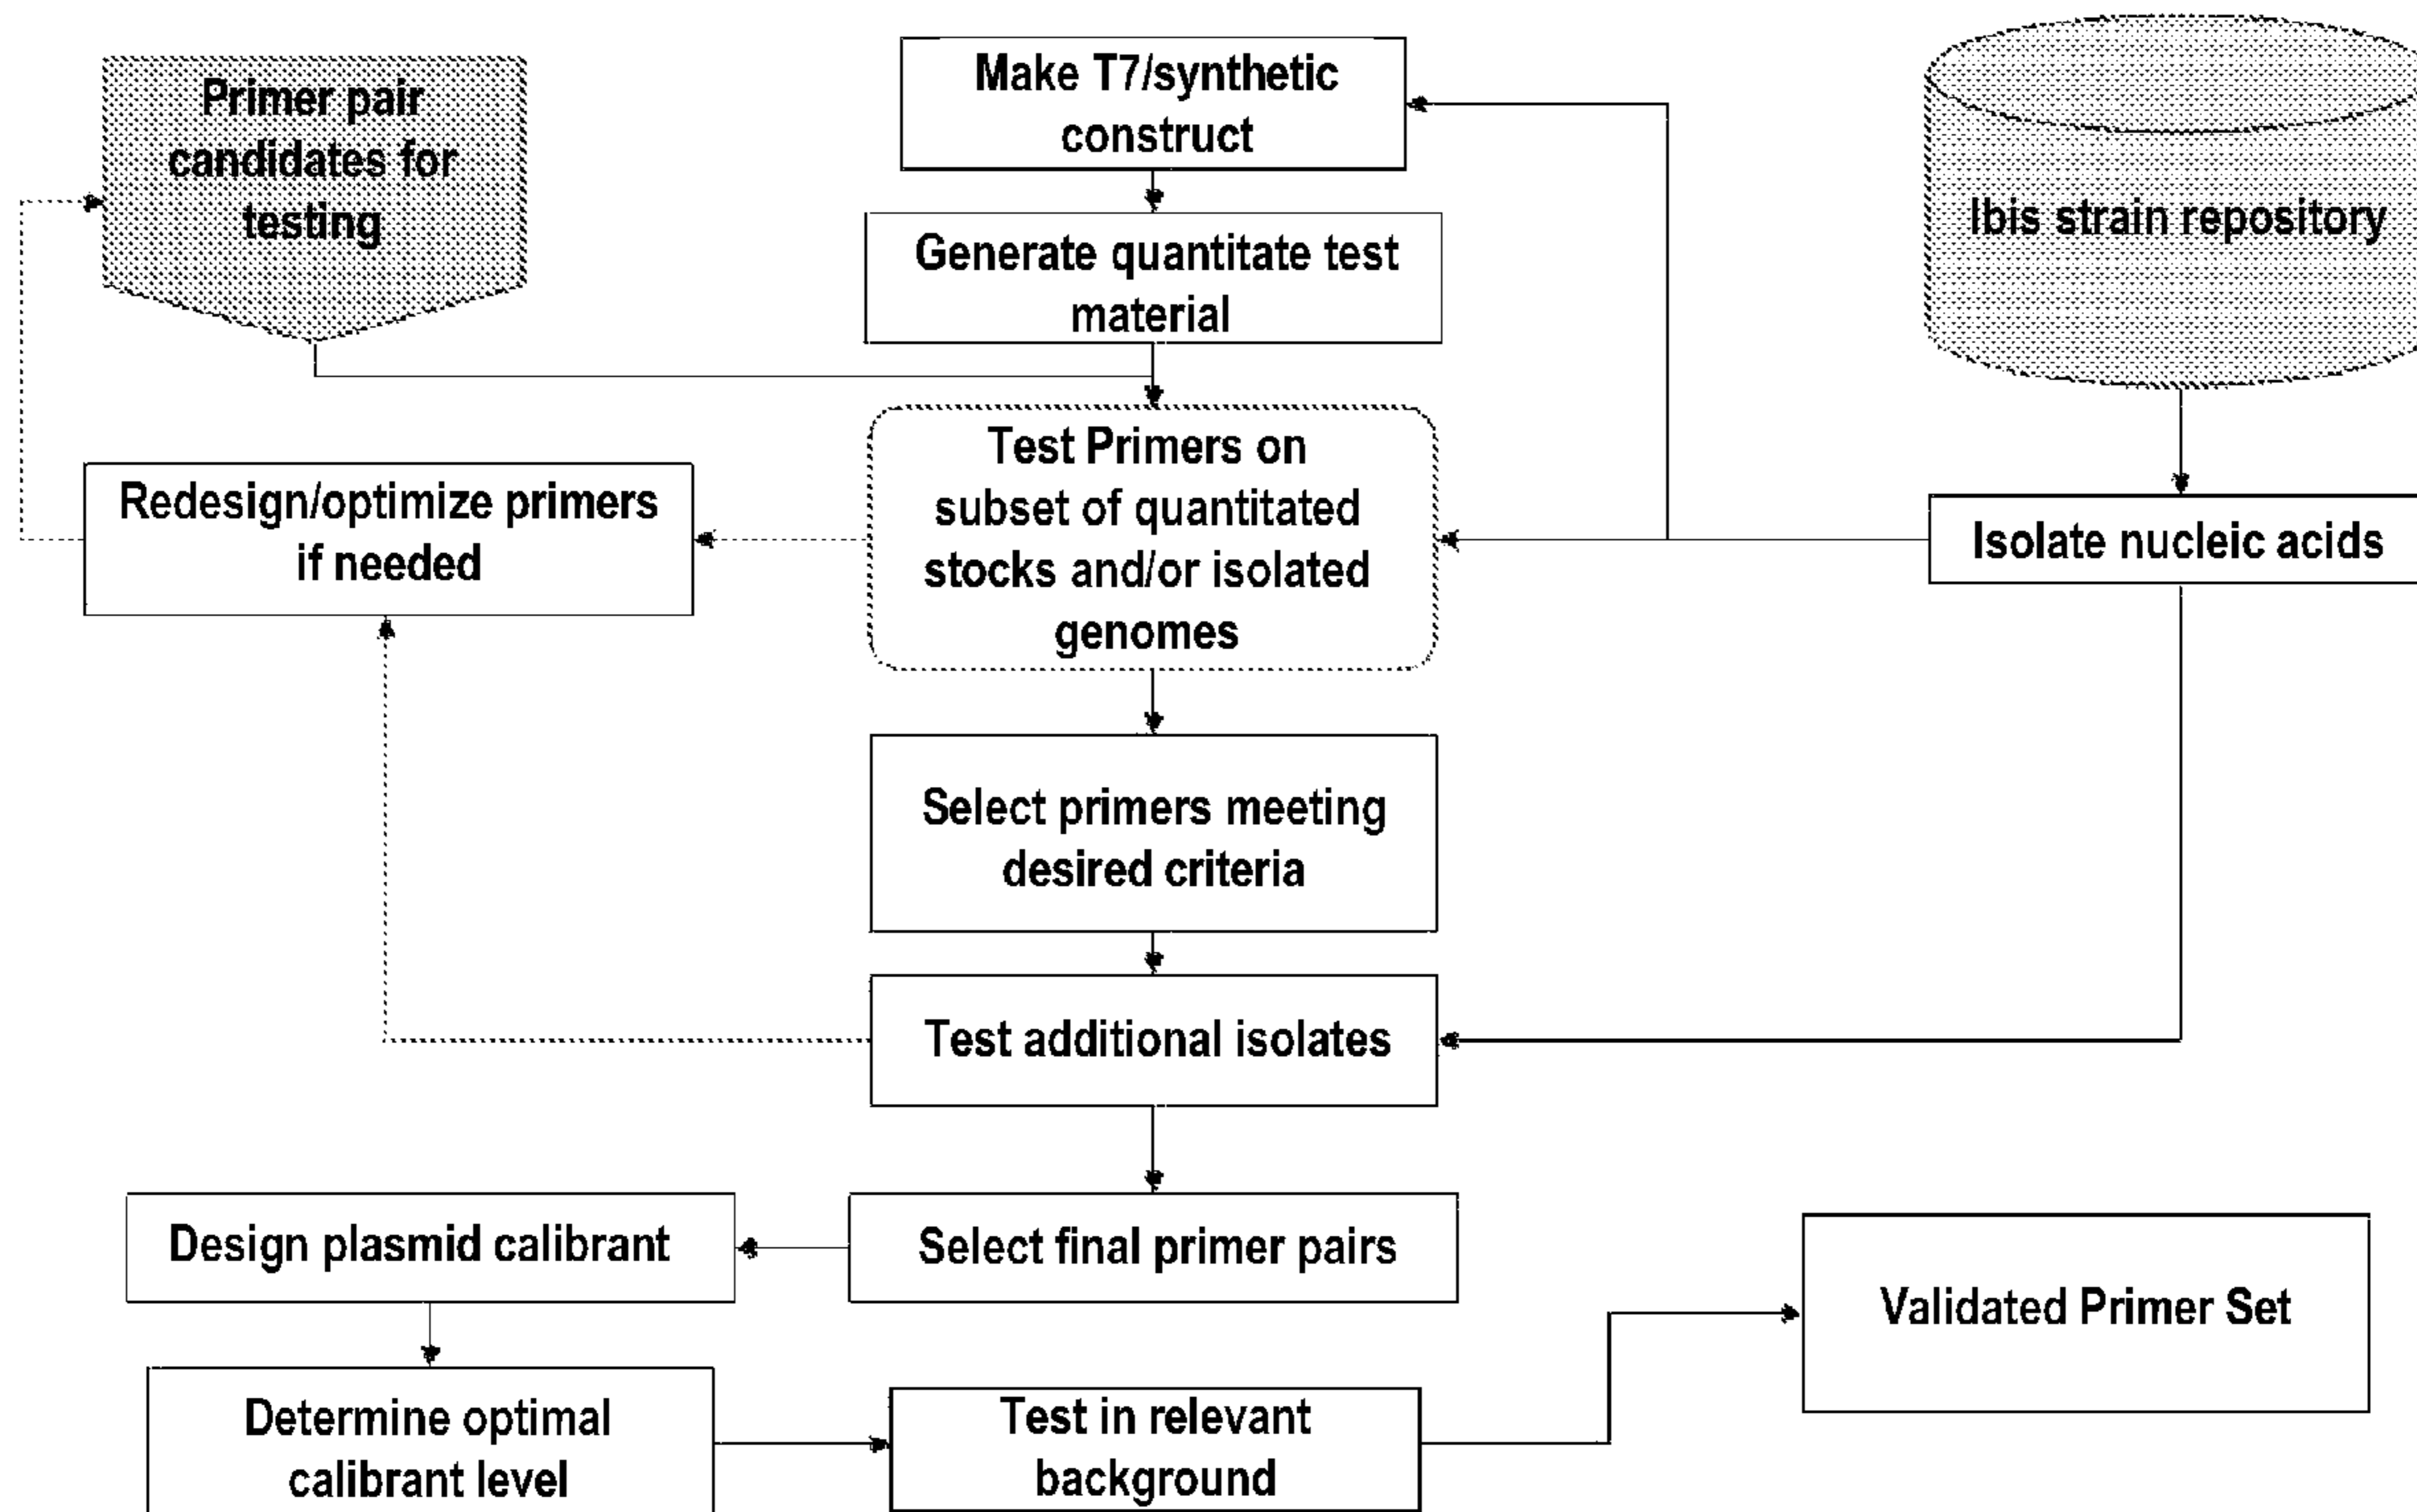 Primer pair
candidates for
testing
Make T7/synthetic
construct
Ibis strain repository
Generate quantitate test
material
Redesign/optimize primers
if needed
Test Primers on
subset of quantitated
stocks and/or isolated
genomes
Isolate nucleic acids
Select primers meeting
desired criteria
Test additional isolates
Design plasmid calibrant
Select final primer pairs
Validated Primer Set
Determine optimal
calibrant level
Test in relevant
background